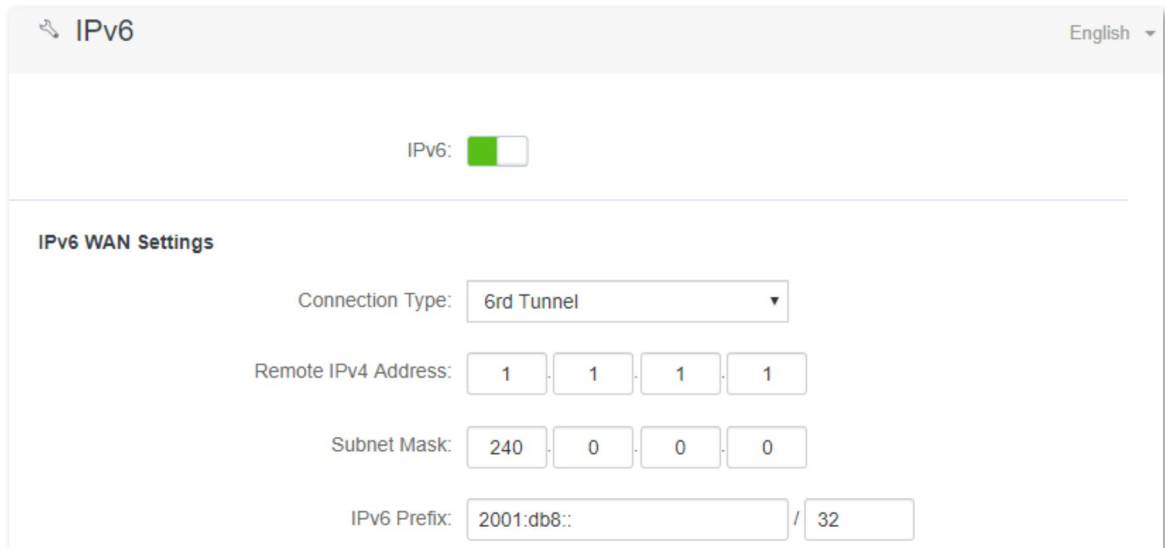 IPv6
English
IPv6:
IPv6 WAN Settings
Connection Type: 6rd Tunnel
Remote IPv4 Address: 1 . 1 . 1 . 1
Subnet Mask: 240 . 0 . 0 . 0
IPv6 Prefix: 2001:db8:: / 32